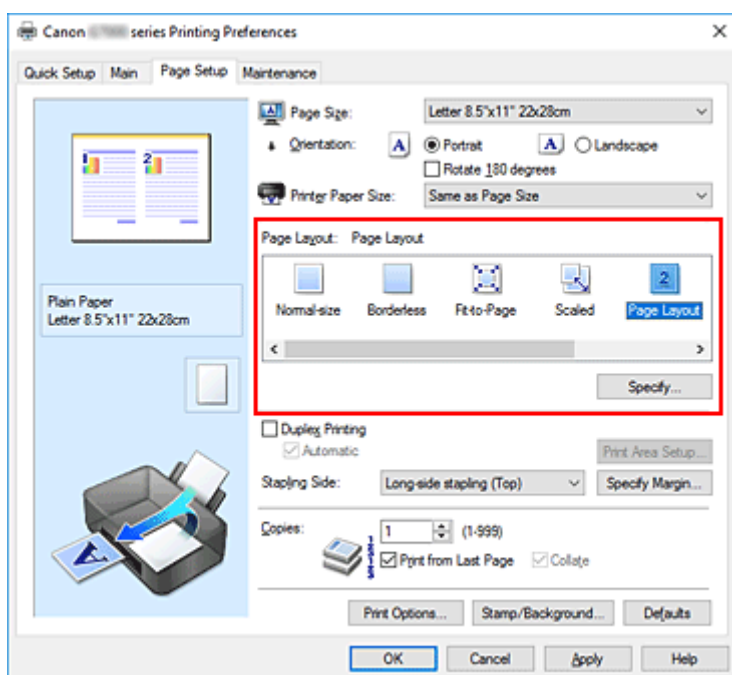 Canon series Printing Preferences
Quick Setup Main Page Setup Maintenance
1 2
Plain Paper
Letter 8.5"x11" 22x28cm
A
Page Size: Letter 8.5"x11" 22x28cm
Orientation: A Portrait A Landscape
Rotate 180 degrees
Printer Paper Size: Same as Page Size
Page Layout: Page Layout
2
Normal-size Borderless Fit-to-Page Scaled Page Layout
Specify...
Duplex Printing
Automatic Print Area Setup...
Stapling Side: Long-side stapling (Top) Specify Margin...
Copies: 1 (1-999)
Print from Last Page Collate
Print Options... Stamp/Background... Defaults
OK Cancel Apply Help